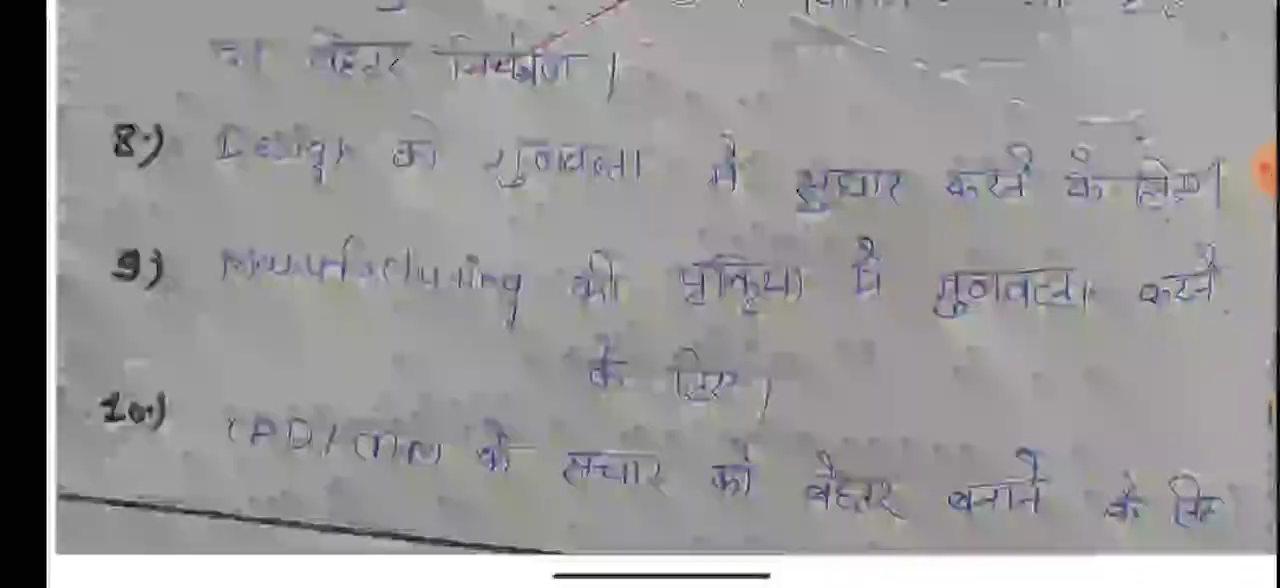 का बेहतर नियंत्रण |
8.) Design की गुणवत्ता में सुधार करने के लिए|
9.) Manufacturing की प्रक्रिया में गुणवत्ता करने
के लिए |
10.) CAD/CAM के संचार को बेहतर बनाने के लिए